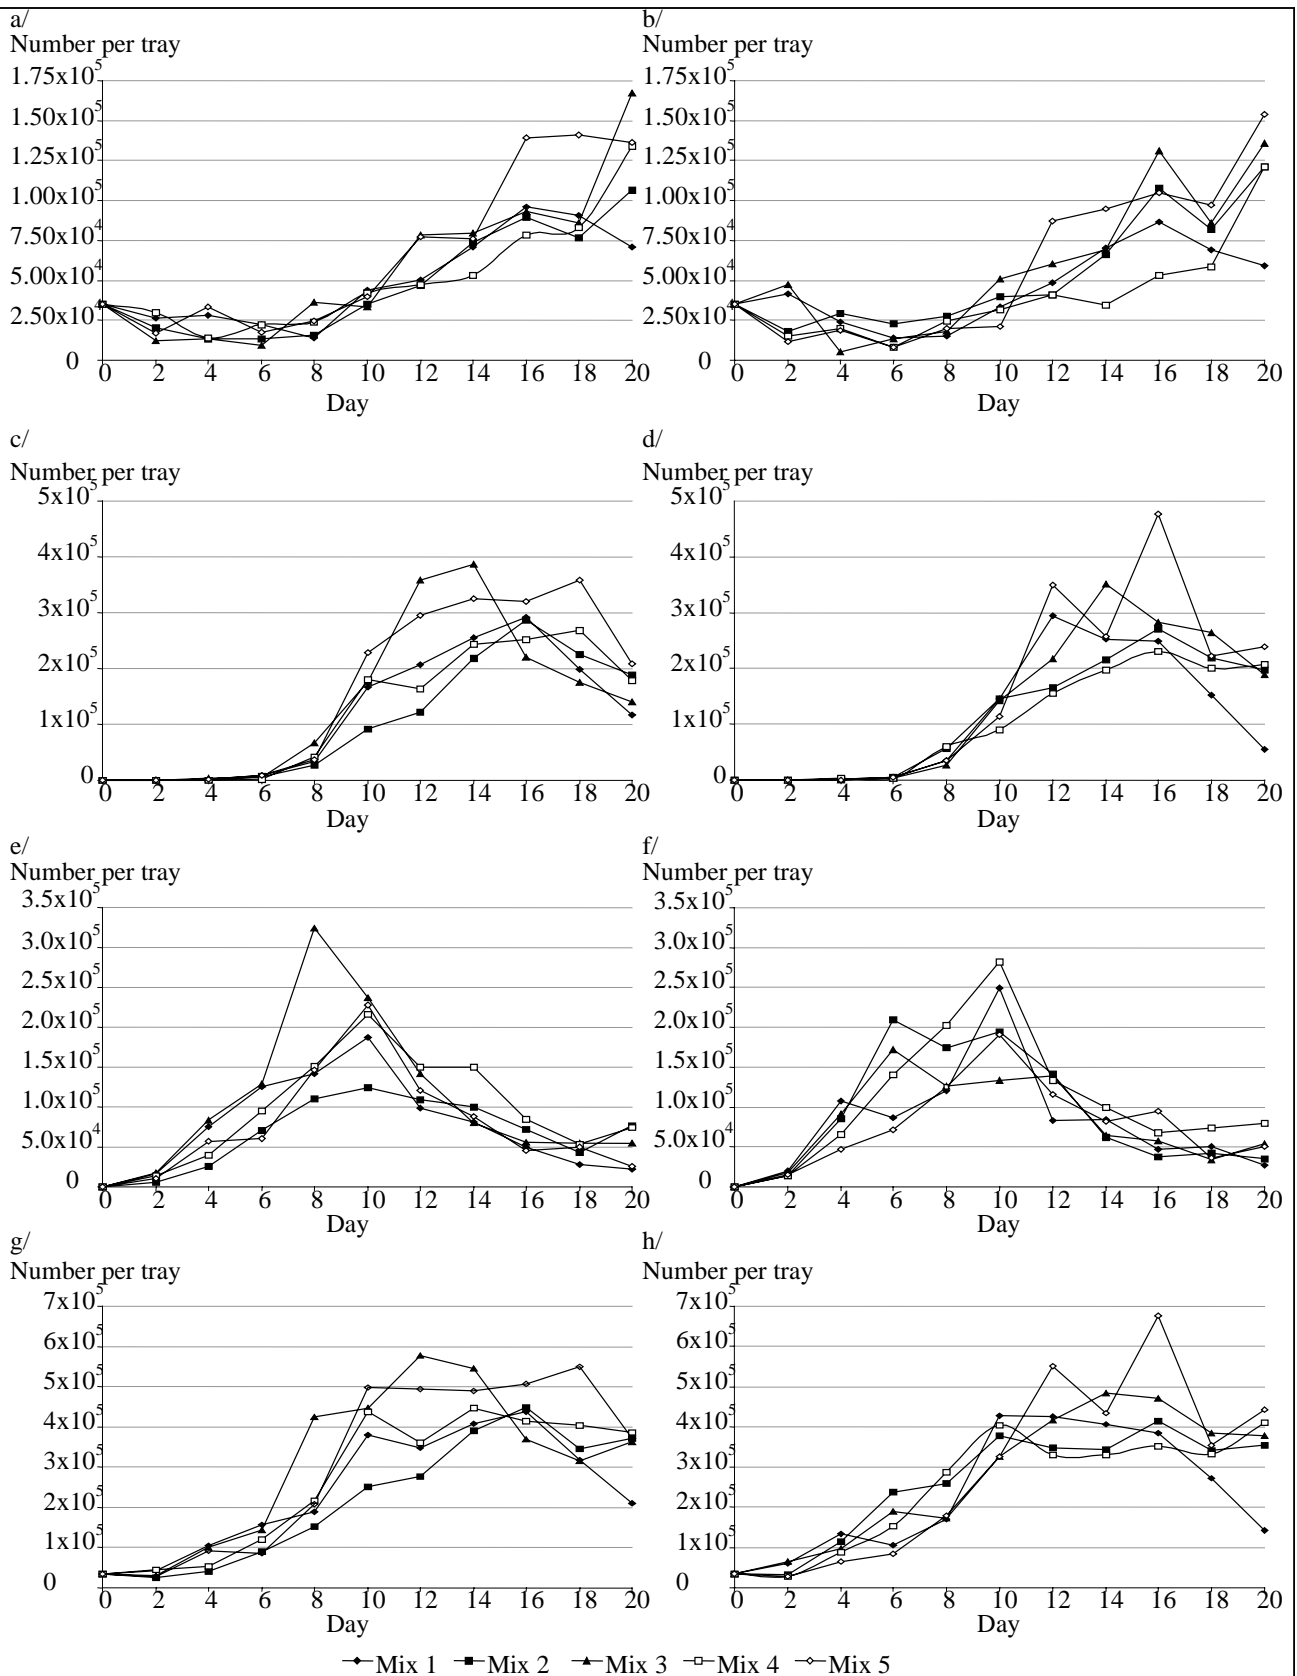 a/
Number per tray
1.75x10^5
1.50x10^5
1.25x10^5
1.00x10^5
7.50x10^4
5.00x10^4
2.50x10^4
0
0 2 4 6 8 10 12 14 16 18 20
Day
b/
Number per tray
1.75x10^5
1.50x10^5
1.25x10^5
1.00x10^5
7.50x10^4
5.00x10^4
2.50x10^4
0
0 2 4 6 8 10 12 14 16 18 20
Day
c/
Number per tray
5x10^5
4x10^5
3x10^5
2x10^5
1x10^5
0
0 2 4 6 8 10 12 14 16 18 20
Day
d/
Number per tray
5x10^5
4x10^5
3x10^5
2x10^5
1x10^5
0
0 2 4 6 8 10 12 14 16 18 20
Day
e/
Number per tray
3.5x10^5
3.0x10^5
2.5x10^5
2.0x10^5
1.5x10^5
1.0x10^5
5.0x10^4
0
0 2 4 6 8 10 12 14 16 18 20
Day
f/
Number per tray
3.5x10^5
3.0x10^5
2.5x10^5
2.0x10^5
1.5x10^5
1.0x10^5
5.0x10^4
0
0 2 4 6 8 10 12 14 16 18 20
Day
g/
Number per tray
7x10^5
6x10^5
5x10^5
4x10^5
3x10^5
2x10^5
1x10^5
0
0 2 4 6 8 10 12 14 16 18 20
Day
h/
Number per tray
7x10^5
6x10^5
5x10^5
4x10^5
3x10^5
2x10^5
1x10^5
0
0 2 4 6 8 10 12 14 16 18 20
Day
Mix 1 Mix 2 Mix 3 Mix 4 Mix 5